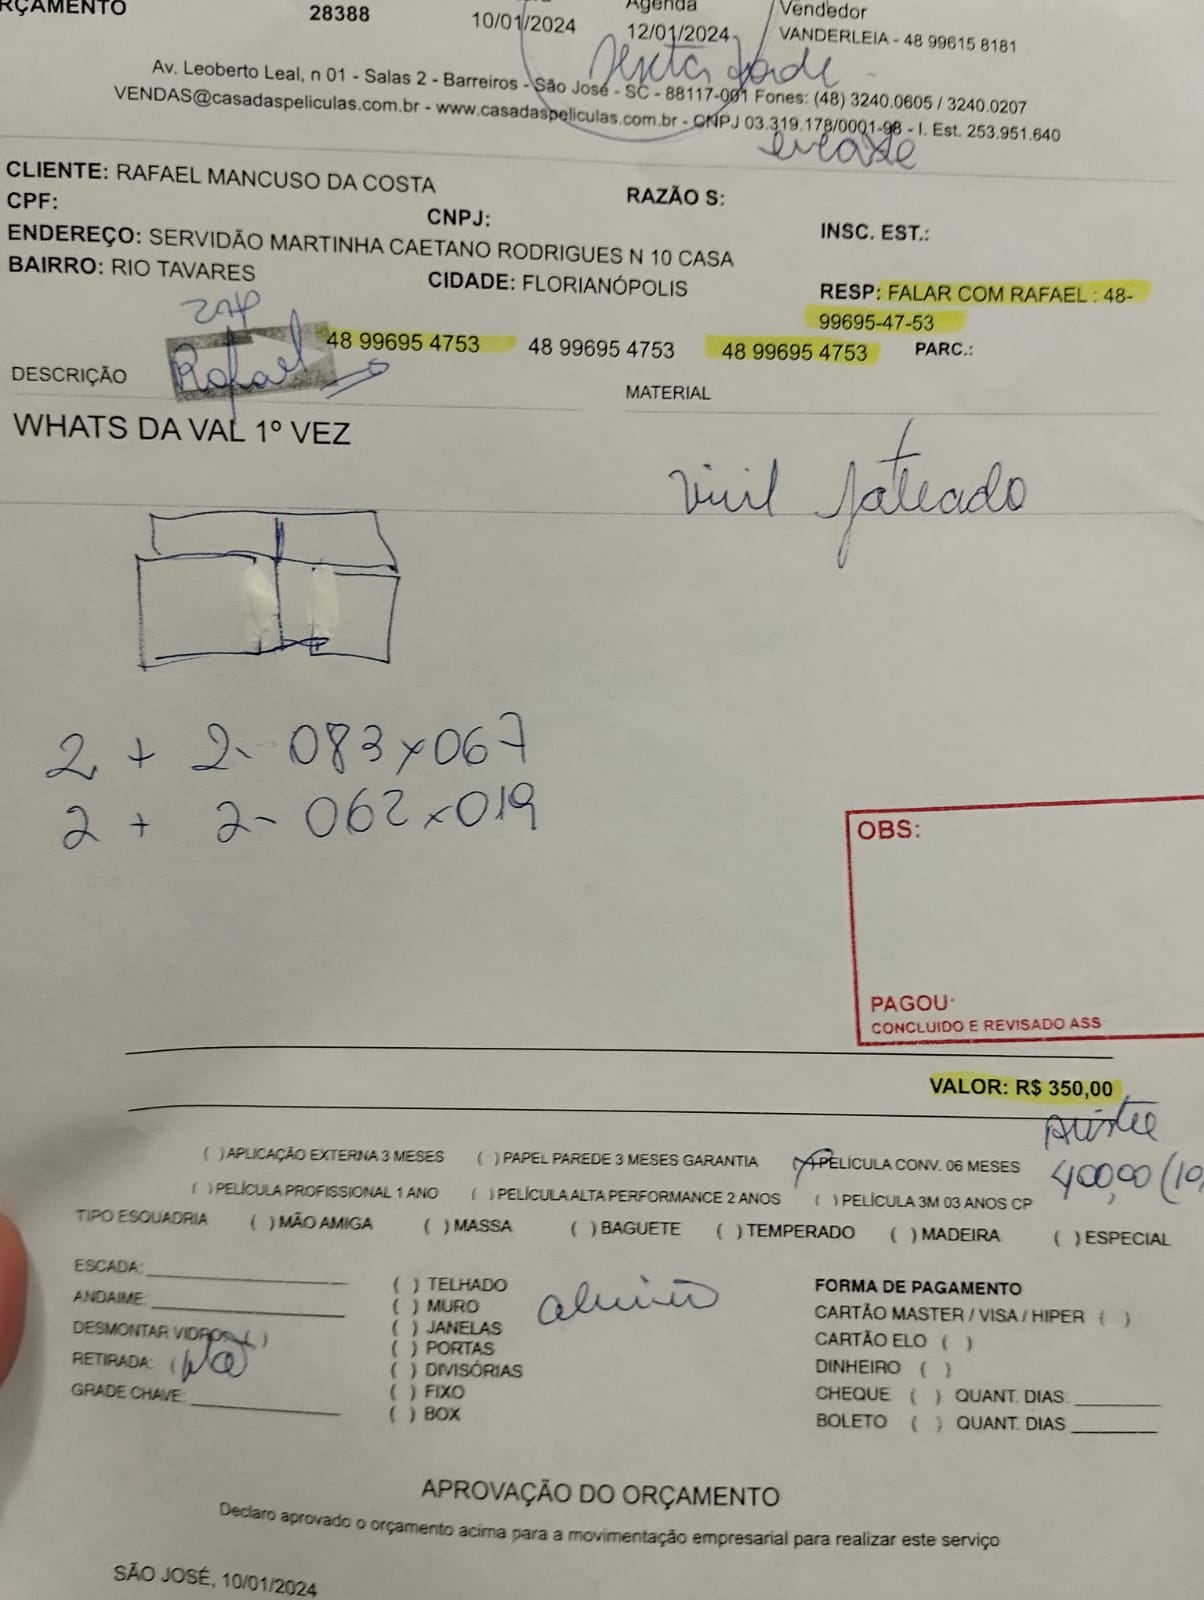 RÇAMENTO 28388 10/01/2024 Agenda 12/01/2024 Vendedor
VANDERLEIA - 48 99615 8181
sexta tarde
Av. Leoberto Leal, n 01 - Salas 2 - Barreiros - São José - SC - 88117-001 Fones: (48) 3240.0605 / 3240.0207
VENDAS@casadaspeliculas.com.br - www.casadaspeliculas.com.br - CNPJ 03.319.178/0001-98 - I. Est. 253.951.640
CLIENTE: RAFAEL MANCUSO DA COSTA RAZÃO S:
CPF: CNPJ: INSC. EST.:
ENDEREÇO: SERVIDÃO MARTINHA CAETANO RODRIGUES N 10 CASA
BAIRRO: RIO TAVARES CIDADE: FLORIANÓPOLIS RESP: FALAR COM RAFAEL : 48-
99695-47-53
zap
Rafael 48 99695 4753 48 99695 4753 48 99695 4753 PARC.:
DESCRIÇÃO MATERIAL
WHATS DA VAL 1º VEZ
vinil jateado
2 + 2- 083x067
2 + 2- 062x019
OBS:
PAGOU:
CONCLUIDO E REVISADO ASS
VALOR: R$ 350,00
( ) APLICAÇÃO EXTERNA 3 MESES ( ) PAPEL PAREDE 3 MESES GARANTIA (X) PELÍCULA CONV. 06 MESES 400,00 (10
( ) PELÍCULA PROFISSIONAL 1 ANO ( ) PELÍCULA ALTA PERFORMANCE 2 ANOS ( ) PELÍCULA 3M 03 ANOS CP
TIPO ESQUADRIA ( ) MÃO AMIGA ( ) MASSA ( ) BAGUETE ( ) TEMPERADO ( ) MADEIRA ( ) ESPECIAL
ESCADA: ( ) TELHADO FORMA DE PAGAMENTO
ANDAIME: ( ) MURO CARTÃO MASTER / VISA / HIPER ( )
DESMONTAR VIDROS ( ) ( ) JANELAS CARTÃO ELO ( )
RETIRADA: ( ( ) PORTAS DINHEIRO ( )
( ) DIVISÓRIAS
GRADE CHAVE: ( ) FIXO CHEQUE ( ) QUANT. DIAS:
( ) BOX BOLETO ( ) QUANT. DIAS
APROVAÇÃO DO ORÇAMENTO
Declaro aprovado o orçamento acima para a movimentação empresarial para realizar este serviço
SÃO JOSÉ, 10/01/2024